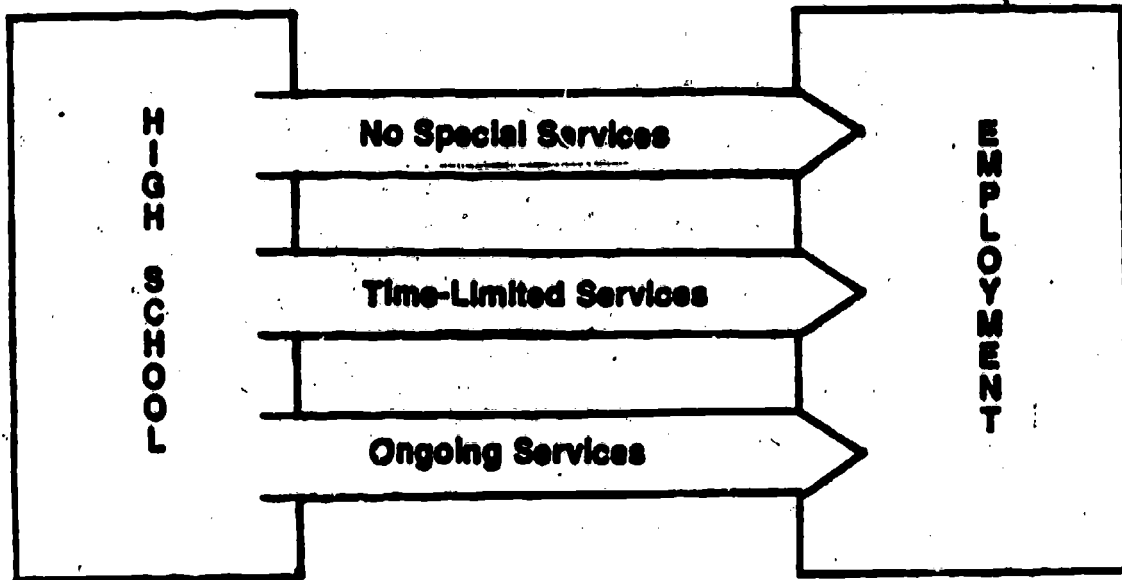 HIGH SCHOOL
No Special Services
Time-Limited Services
Ongoing Services
EMPLOYMENT